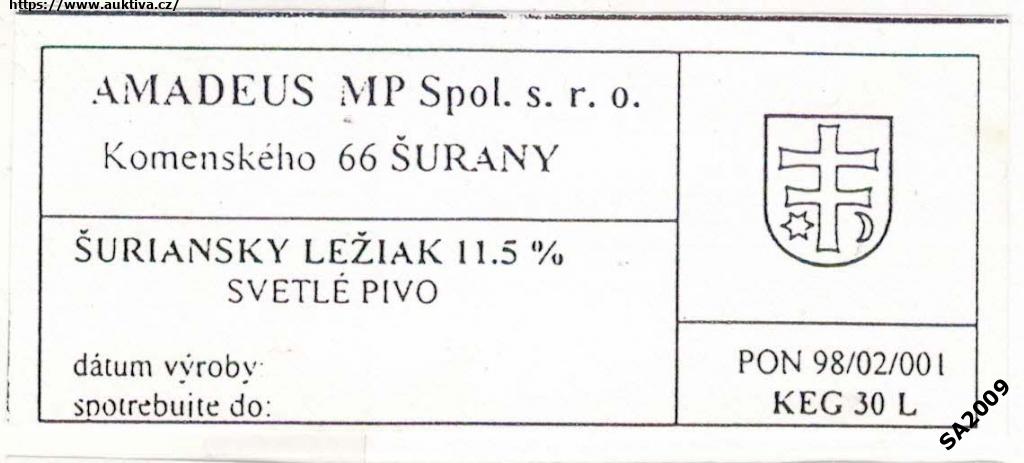 https://www.auktiva.cz/
AMADEUS MP Spol. s. r. o.
Komenského 66 ŠURANY
ŠURIANSKY LEŽIAK 11.5 %
SVETLÉ PIVO
dátum výroby:
spotrebujte do:
PON 98/02/001
KEG 30 L
SA2009